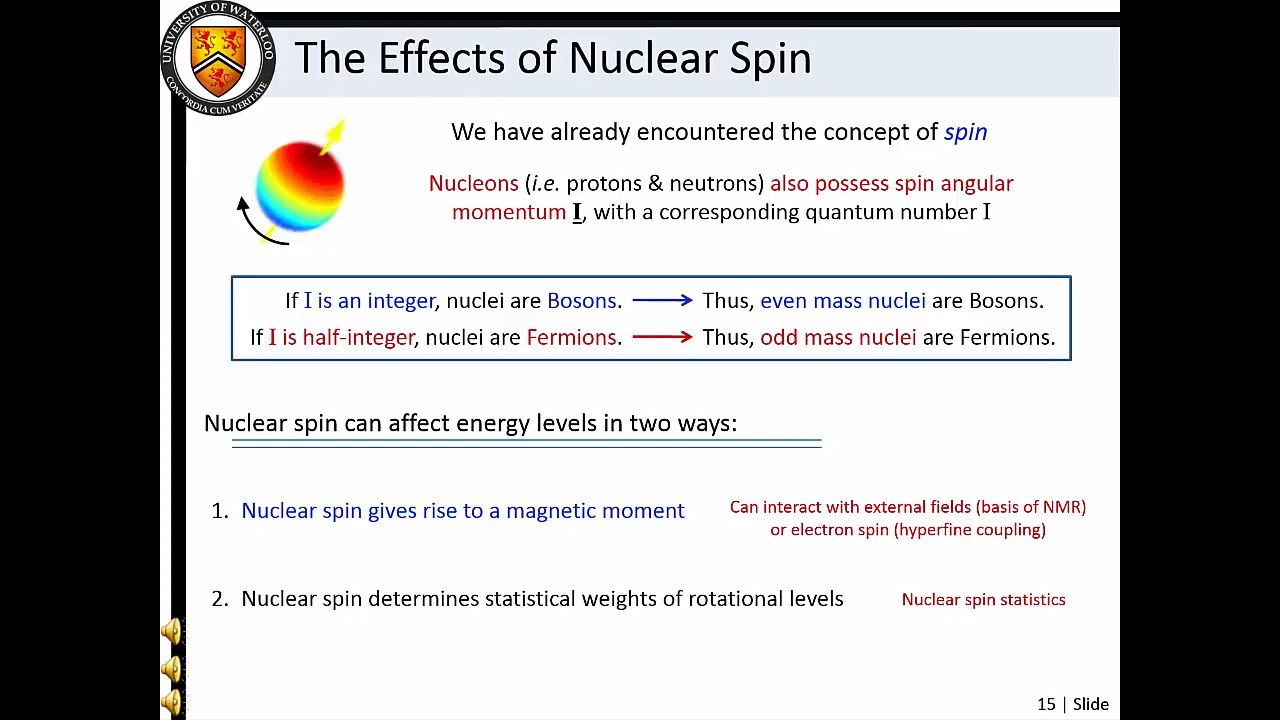 UNIVERSITY OF WATERLOO
CONCORDIA CUM VERITATE
The Effects of Nuclear Spin
We have already encountered the concept of spin
Nucleons (i.e. protons & neutrons) also possess spin angular
momentum I, with a corresponding quantum number I
If I is an integer, nuclei are Bosons. Thus, even mass nuclei are Bosons.
If I is half-integer, nuclei are Fermions. Thus, odd mass nuclei are Fermions.
Nuclear spin can affect energy levels in two ways:
1. Nuclear spin gives rise to a magnetic moment
Can interact with external fields (basis of NMR)
or electron spin (hyperfine coupling)
2. Nuclear spin determines statistical weights of rotational levels
Nuclear spin statistics
15 | Slide